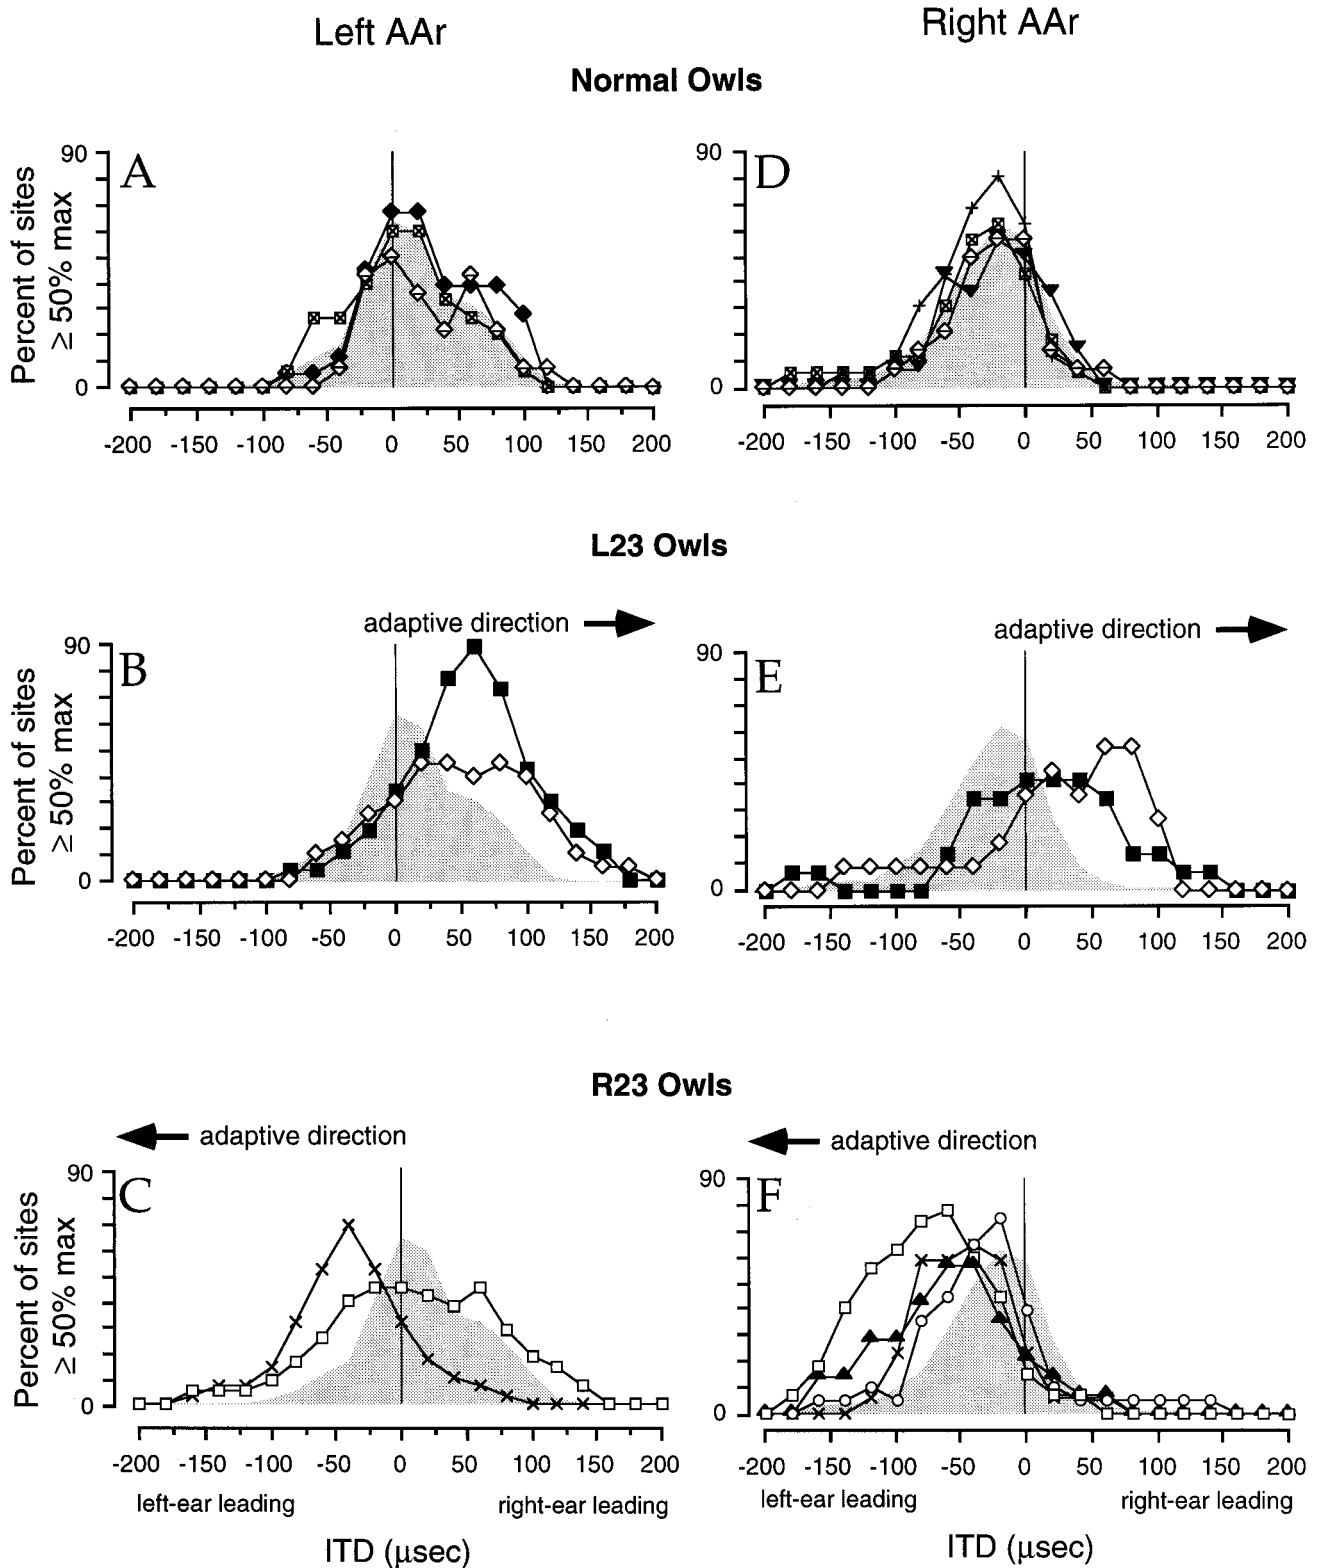 Left AAr
Right AAr
Normal Owls
A
D
90
0
Percent of sites
≥ 50% max
-200 -150 -100 -50 0 50 100 150 200
90
0
-200 -150 -100 -50 0 50 100 150 200
L23 Owls
adaptive direction
adaptive direction
B
E
90
0
Percent of sites
≥ 50% max
-200 -150 -100 -50 0 50 100 150 200
90
0
-200 -150 -100 -50 0 50 100 150 200
R23 Owls
adaptive direction
adaptive direction
C
F
90
0
Percent of sites
≥ 50% max
-200 -150 -100 -50 0 50 100 150 200
left-ear leading right-ear leading
ITD (μsec)
90
0
-200 -150 -100 -50 0 50 100 150 200
left-ear leading right-ear leading
ITD (μsec)